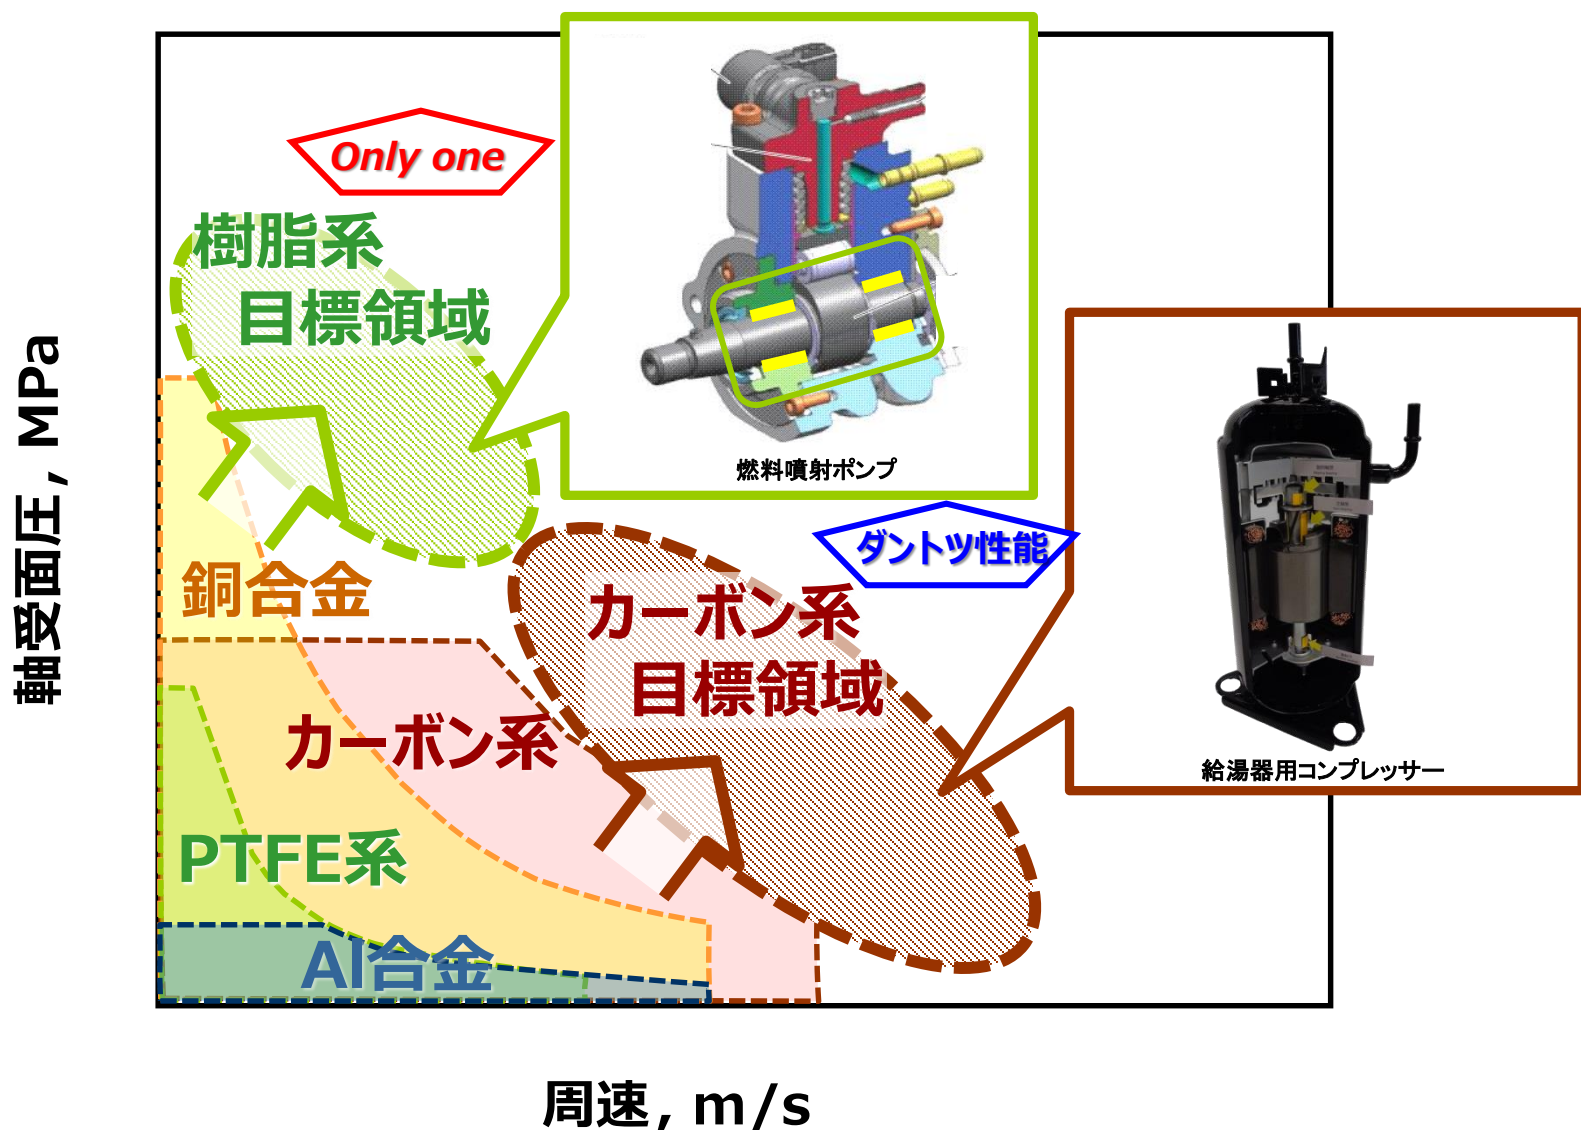 Only one
樹脂系
目標領域
燃料噴射ポンプ
ダントツ性能
銅合金
カーボン系
目標領域
カーボン系
給湯器用コンプレッサー
PTFE系
Al合金
軸受面圧, MPa
周速, m/s